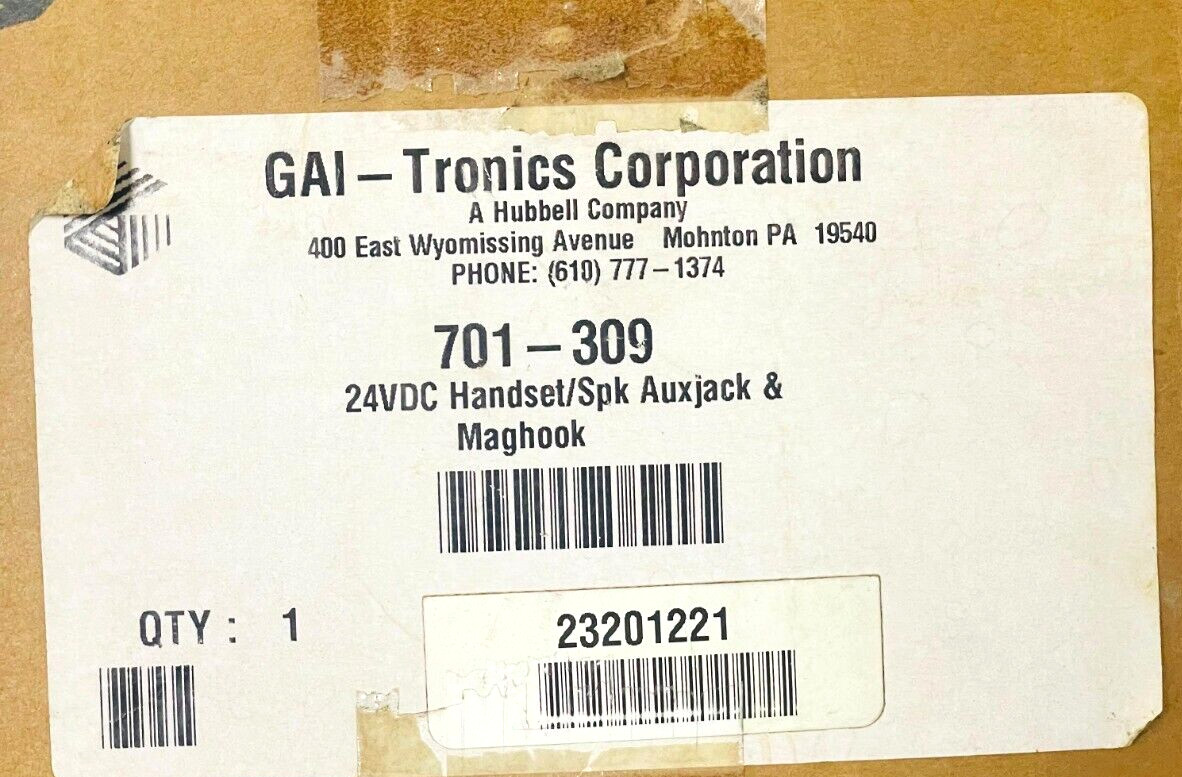 GAI – Tronics Corporation
A Hubbell Company
400 East Wyomissing Avenue Mohnton PA 19540
PHONE: (610) 777–1374
701–309
24VDC Handset/Spk Auxjack &
Maghook
QTY : 1
23201221